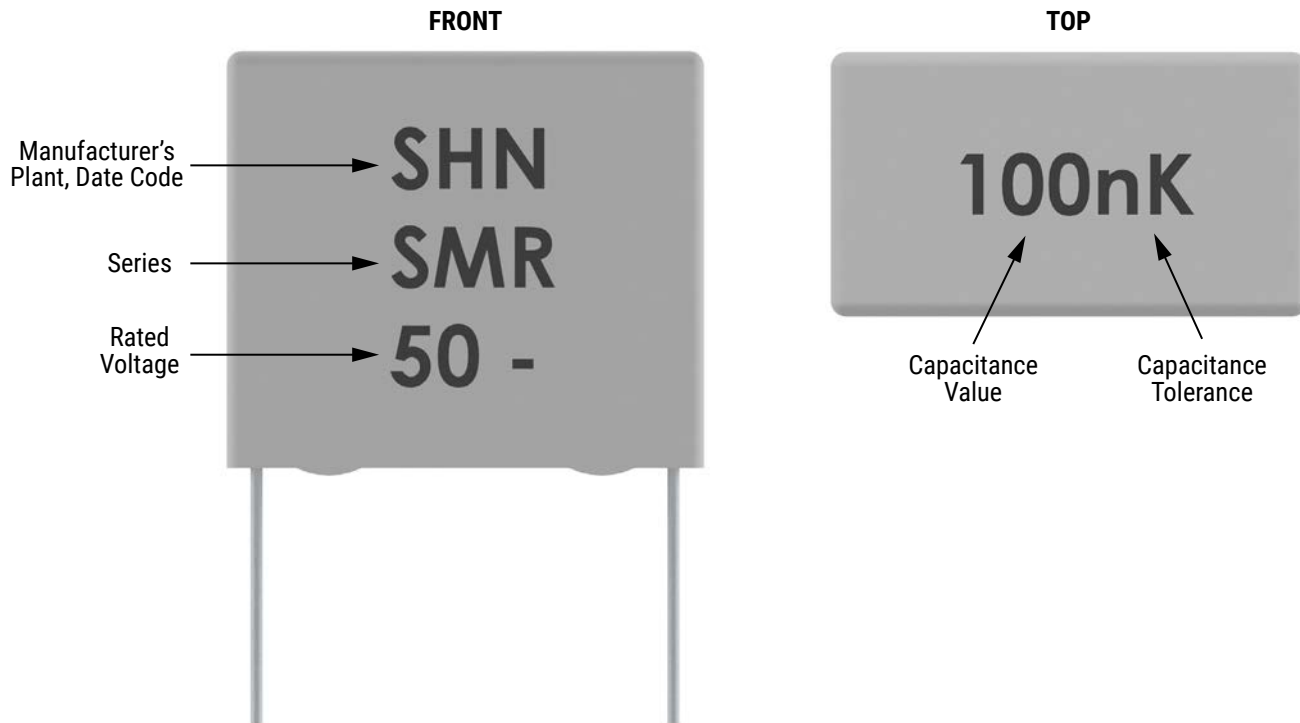 FRONT
TOP
Manufacturer's
Plant, Date Code
SHN
Series
SMR
Rated
Voltage
50 -
100nK
Capacitance
Value
Capacitance
Tolerance